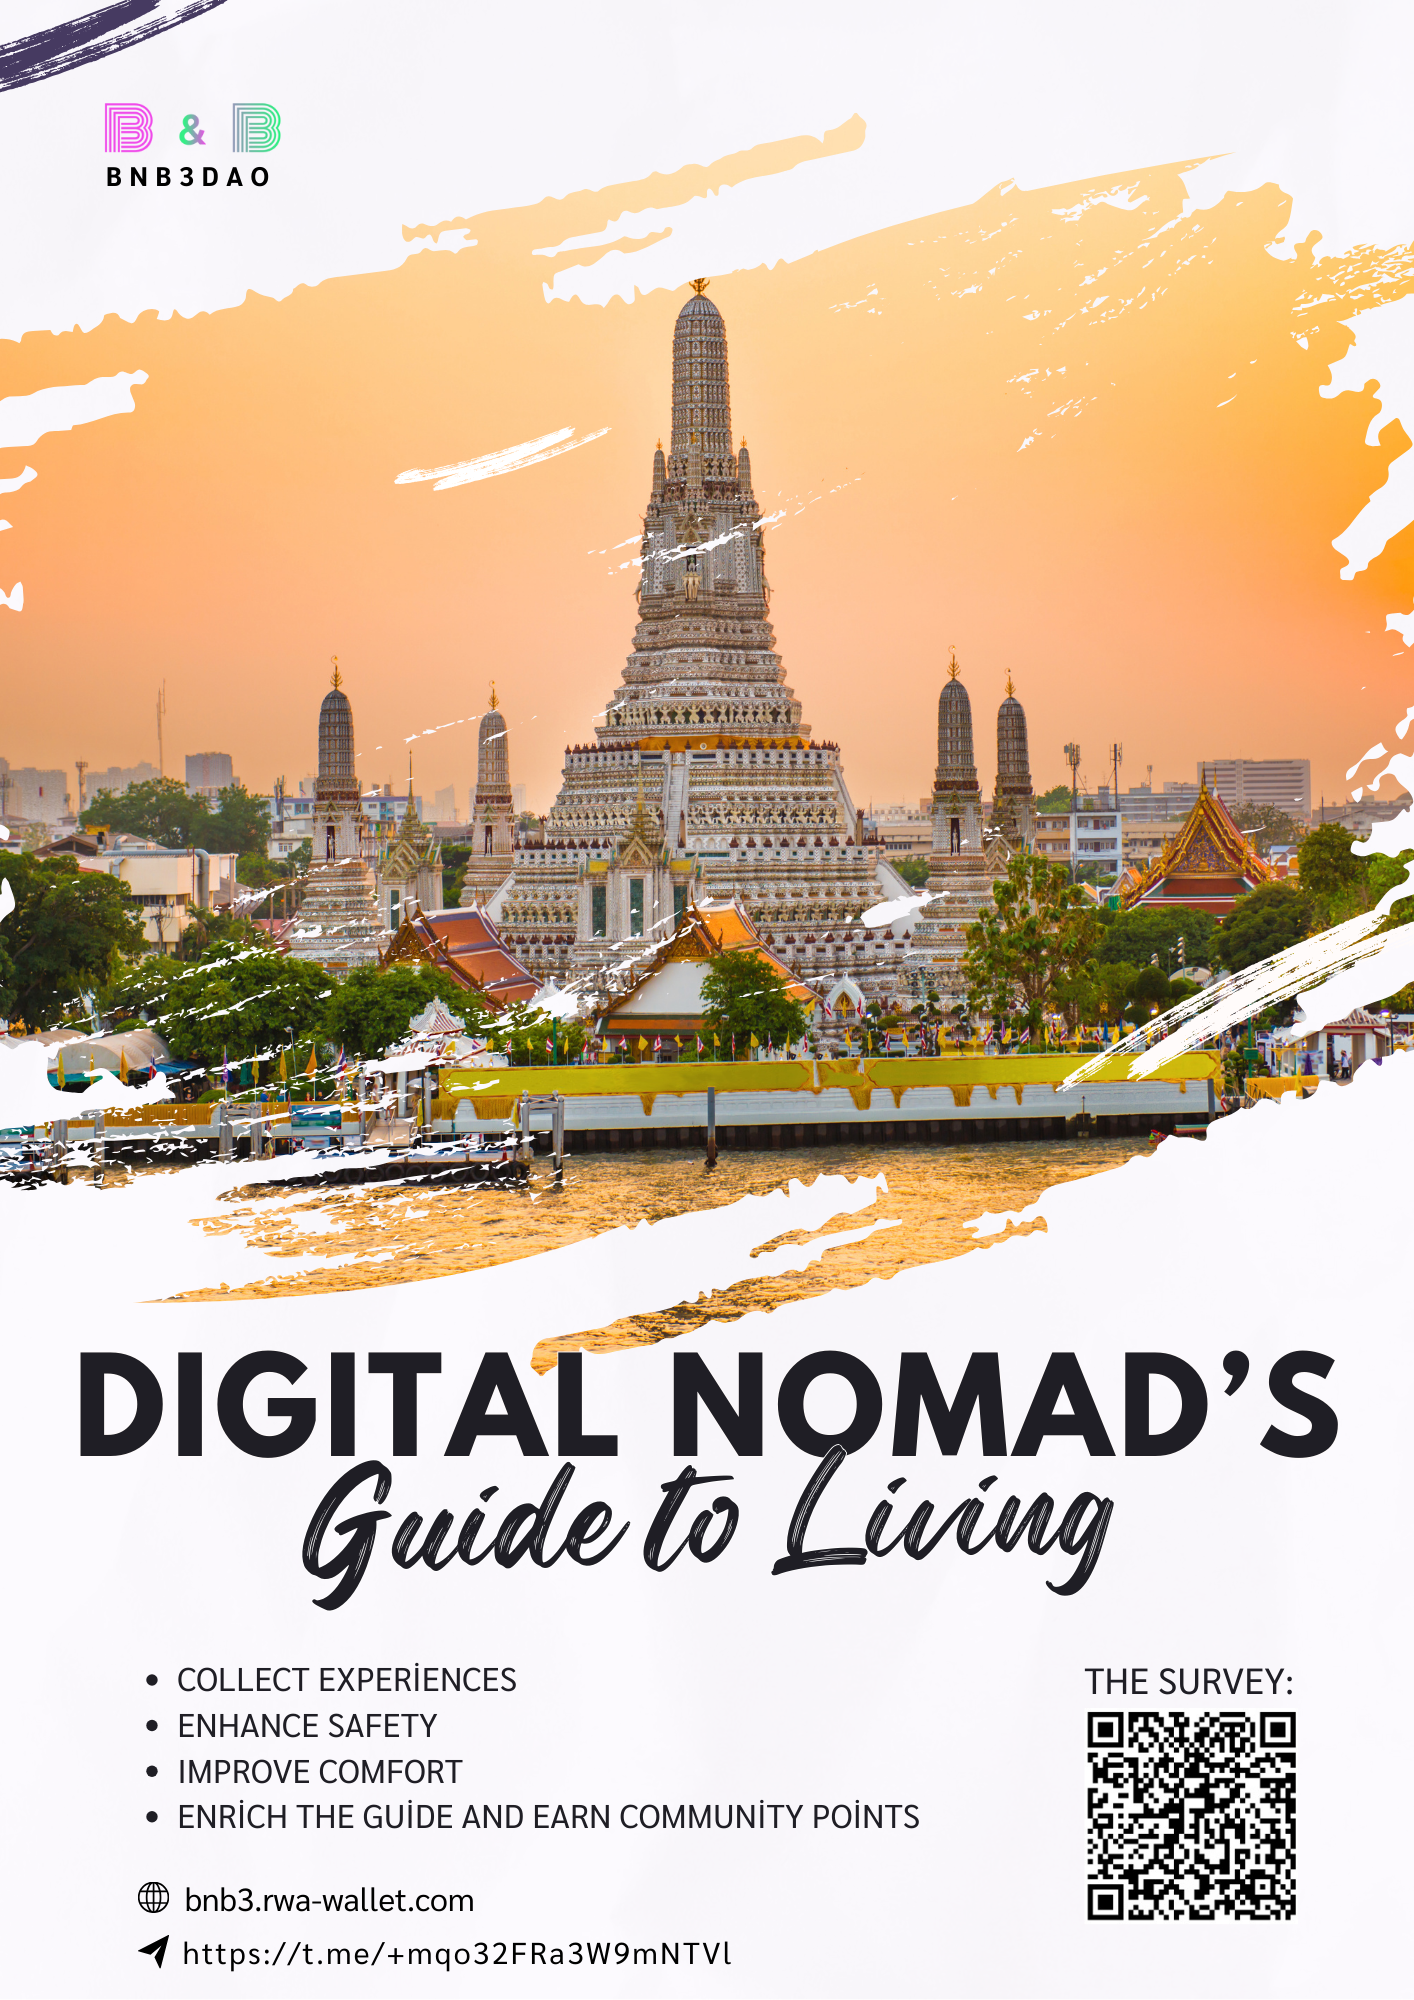 B & B
BNB3DAO
DIGITAL NOMAD’S
Guide to Living
• COLLECT EXPERİENCES
• ENHANCE SAFETY
• IMPROVE COMFORT
• ENRİCH THE GUİDE AND EARN COMMUNİTY POİNTS
THE SURVEY:
bnb3.rwa-wallet.com
https://t.me/+mqo32FRa3W9mNTVl